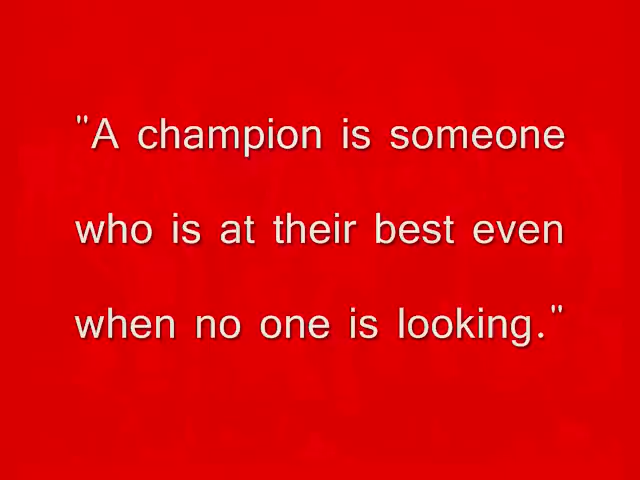 "A champion is someone
who is at their best even
when no one is looking."